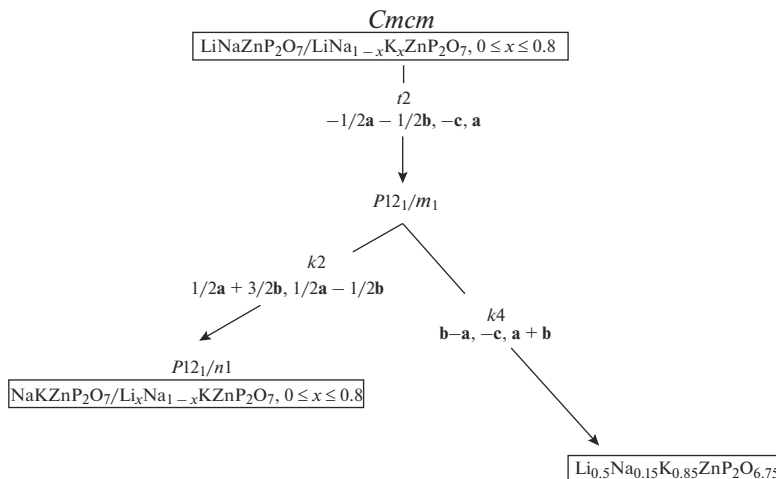 Cmcm
LiNaZnP₂O₇/LiNa₁₋ₓKₓZnP₂O₇, 0 ≤ x ≤ 0.8
t2
−1/2a − 1/2b, −c, a
P12₁/m₁
k2
1/2a + 3/2b, 1/2a − 1/2b
k4
b−a, −c, a + b
P12₁/n1
NaKZnP₂O₇/LiₓNa₁₋ₓKZnP₂O₇, 0 ≤ x ≤ 0.8
Li₀.₅Na₀.₁₅K₀.₈₅ZnP₂O₆.₇₅